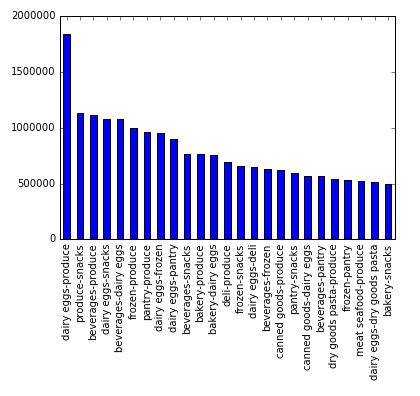 2000000
1500000
1000000
500000
0
dairy eggs-produce
produce-snacks
beverages-produce
dairy eggs-snacks
beverages-dairy eggs
frozen-produce
pantry-produce
dairy eggs-frozen
dairy eggs-pantry
beverages-snacks
bakery-produce
bakery-dairy eggs
deli-produce
frozen-snacks
dairy eggs-deli
beverages-frozen
canned goods-produce
pantry-snacks
canned goods-dairy eggs
beverages-pantry
dry goods pasta-produce
frozen-pantry
meat seafood-produce
dairy eggs-dry goods pasta
bakery-snacks